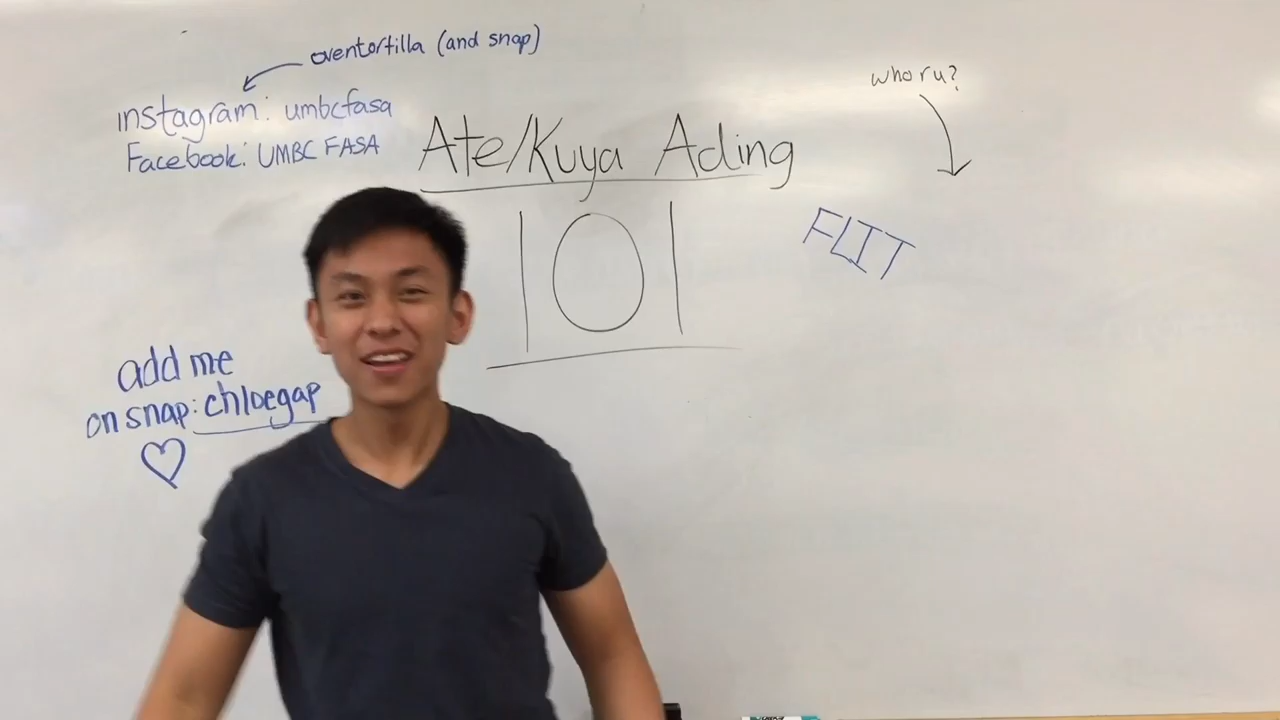 oventortilla (and snap)
instagram: umbcfasa
Facebook: UMBC FASA
Ate/Kuya Ading
101
who r u?
FLIT
add me
on snap: chloegap